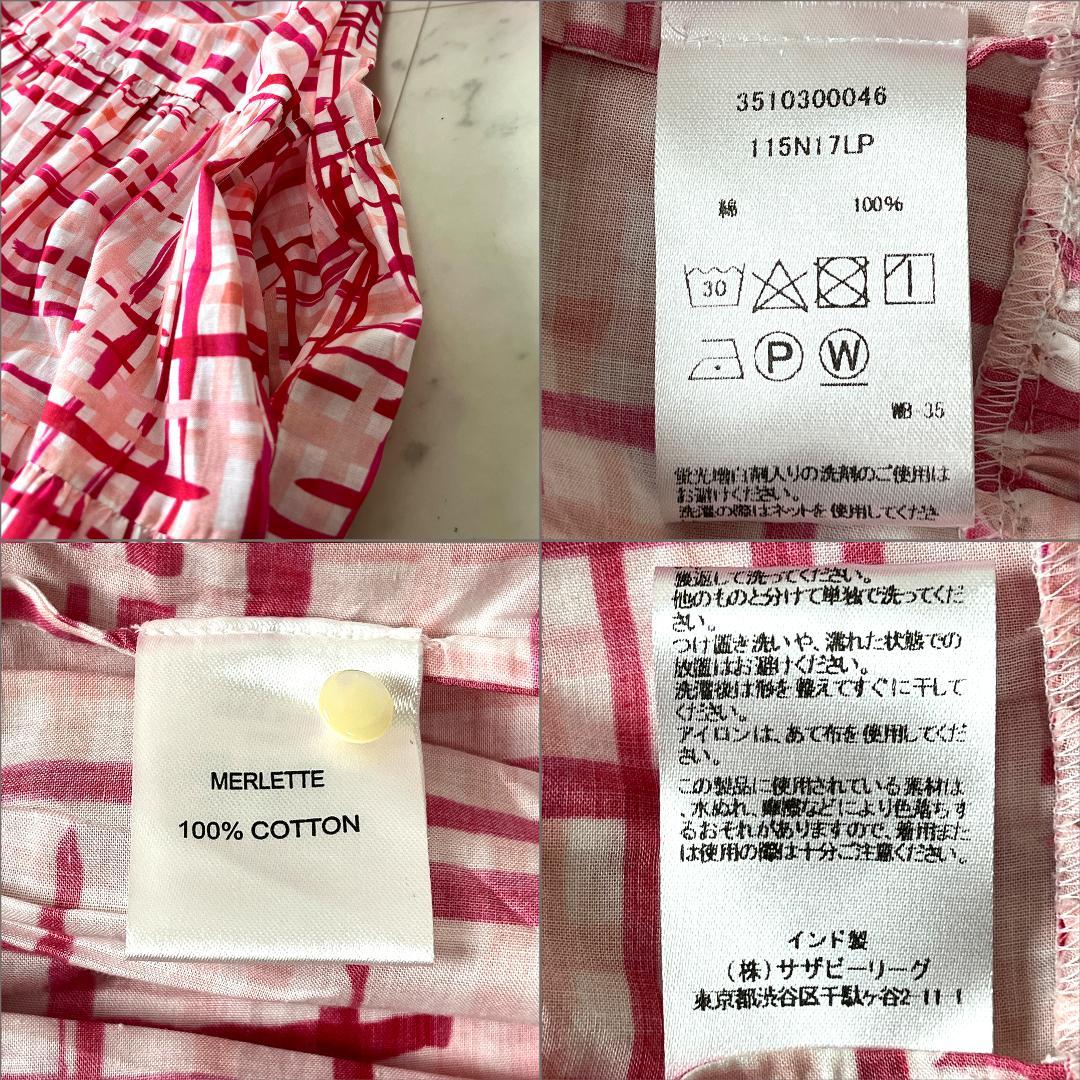 3510300046
115N17LP
綿 100%
30
P W
WB-35
蛍光増白剤入りの洗剤のご使用は
お避けください。
洗濯の際はネットを使用してくださ
MERLETTE
100% COTTON
裏返して洗ってください。
他のものと分けて単独で洗ってくだ
さい。
つけ置き洗いや、濡れた状態での
放置はお避けください。
洗濯後は形を整えてすぐに干して
ください。
アイロンは、あて布を使用してくだ
さい。
この製品に使用されている素材は
、水ぬれ、摩擦などにより色落ちす
るおそれがありますので、着用また
は使用の際は十分ご注意ください。
インド製
(株)サザビーリーグ
東京都渋谷区千駄ヶ谷2-11-1